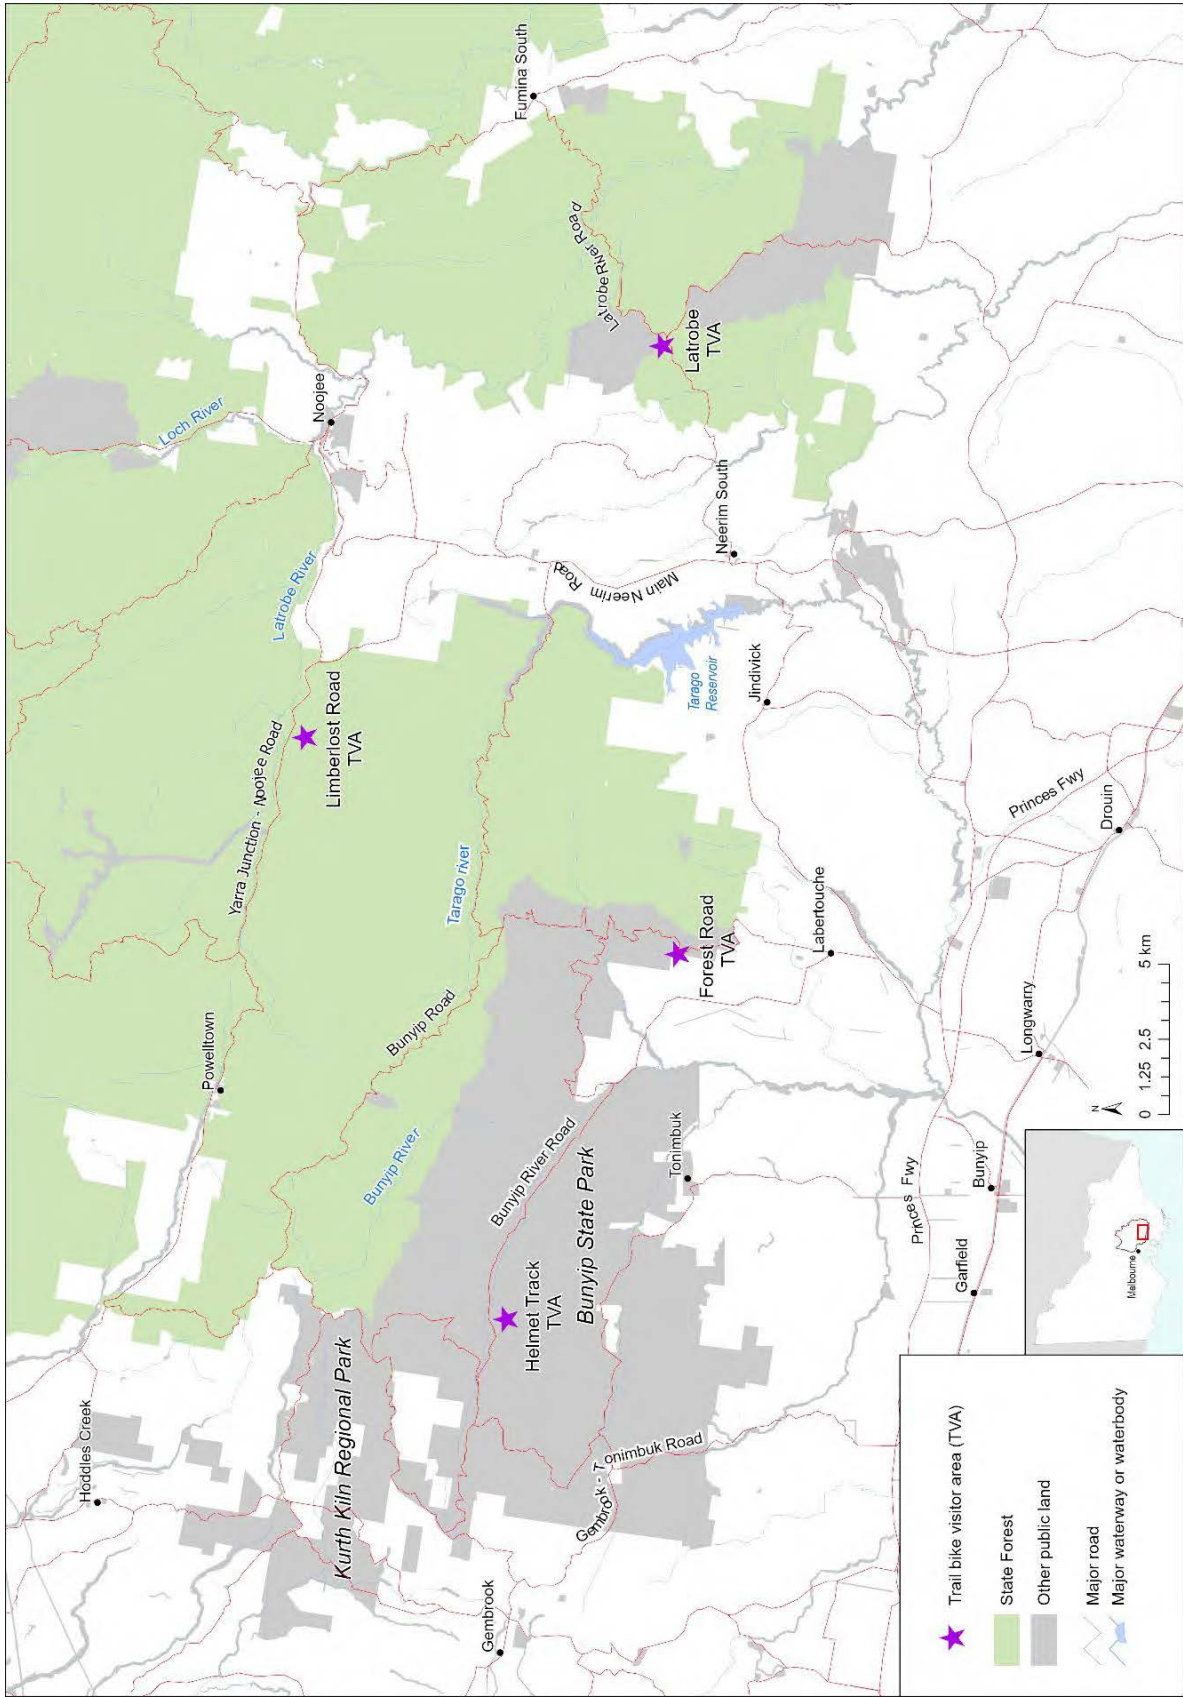 Hoddles Creek
Powelltown
Loch River
Noojee
Fumina South
Latrobe River
Yarra Junction - Noojee Road
Limberlost Road
TVA
Kurth Kiln Regional Park
Bunyip Road
Bunyip River
Tarago river
Main Neerim Road
Latrobe River Road
Latrobe
TVA
Gembrook
Helmet Track
TVA
Bunyip River Road
Bunyip State Park
Gembrook - Tonimbuk Road
Tonimbuk
Forest Road
TVA
Tarago
Reservoir
Neerim South
Jindivick
Labertouche
Princes Fwy
Garfield
Bunyip
Longwarry
Princes Fwy
Drouin
Trail bike visitor area (TVA)
State Forest
Other public land
Major road
Major waterway or waterbody
Melbourne
N
0 1.25 2.5 5 km